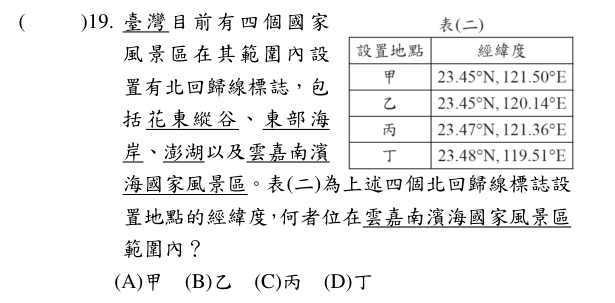 (　　)19. 臺灣目前有四個國家
風景區在其範圍內設
置有北回歸線標誌，包
括花東縱谷、東部海
岸、澎湖以及雲嘉南濱
海國家風景區。表(二)為上述四個北回歸線標誌設
置地點的經緯度，何者位在雲嘉南濱海國家風景區
範圍內？
表(二)
設置地點 經緯度
甲 23.45°N, 121.50°E
乙 23.45°N, 120.14°E
丙 23.47°N, 121.36°E
丁 23.48°N, 119.51°E
(A)甲 (B)乙 (C)丙 (D)丁